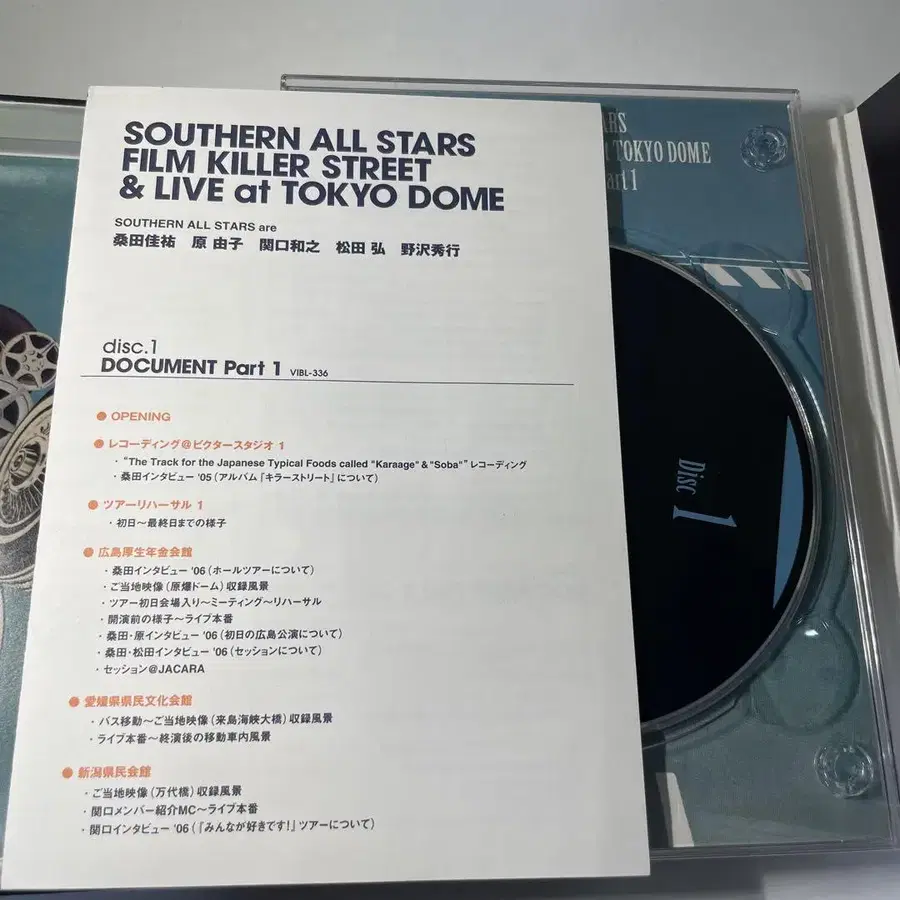 SOUTHERN ALL STARS
FILM KILLER STREET
& LIVE at TOKYO DOME
SOUTHERN ALL STARS are
桑田佳祐 原 由子 関口和之 松田 弘 野沢秀行
disc.1
DOCUMENT Part 1 VIBL-336
● OPENING
● レコーディング@ビクタースタジオ 1
・“The Track for the Japanese Typical Foods called "Karaage" & "Soba"” レコーディング
・桑田インタビュー '05（アルバム『キラーストリート』について）
● ツアーリハーサル 1
・初日〜最終日までの様子
● 広島厚生年金会館
・桑田インタビュー '06（ホールツアーについて）
・ご当地映像（原爆ドーム）収録風景
・ツアー初日会場入り〜ミーティング〜リハーサル
・開演前の様子〜ライブ本番
・桑田・原インタビュー '06（初日の広島公演について）
・桑田・松田インタビュー '06（セッションについて）
・セッション@JACARA
● 愛媛県県民文化会館
・バス移動〜ご当地映像（来島海峡大橋）収録風景
・ライブ本番〜終演後の移動車内風景
● 新潟県民会館
・ご当地映像（万代橋）収録風景
・関口メンバー紹介MC〜ライブ本番
・関口インタビュー '06（『みんなが好きです!』ツアーについて）
ARS
TOKYO DOME
art 1
Disc 1